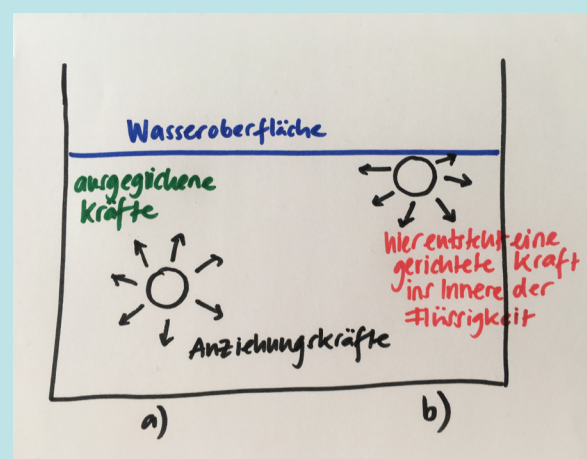 Wasseroberfläche
ausgeglichene
Kräfte
hier entsteht eine
gerichtete Kraft
ins Innere der
Flüssigkeit
Anziehungskräfte
a)
b)